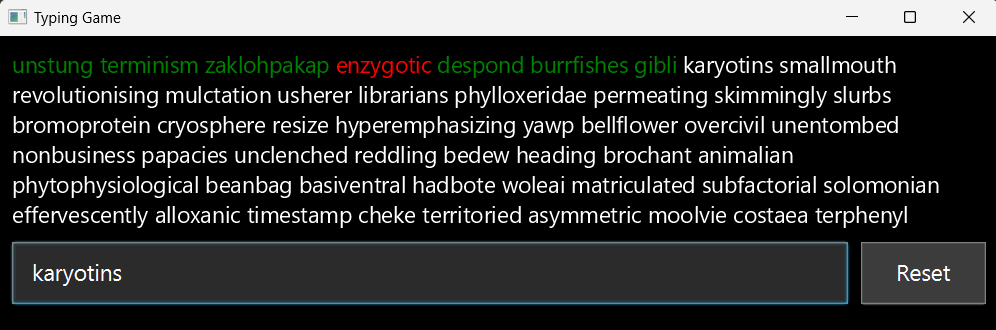 Typing Game
unstung terminism zaklohpakap enzygotic despond burrfishes gibli karyotins smallmouth
revolutionising mulctation usherer librarians phylloxeridae permeating skimmingly slurbs
bromoprotein cryosphere resize hyperemphasizing yawp bellflower overcivil unentombed
nonbusiness papacies unclenched reddling bedew heading brochant animalian
phytophysiological beanbag basiventral hadbote woleai matriculated subfactorial solomonian
effervescently alloxanic timestamp cheke territoried asymmetric moolvie costaea terphenyl
karyotins
Reset